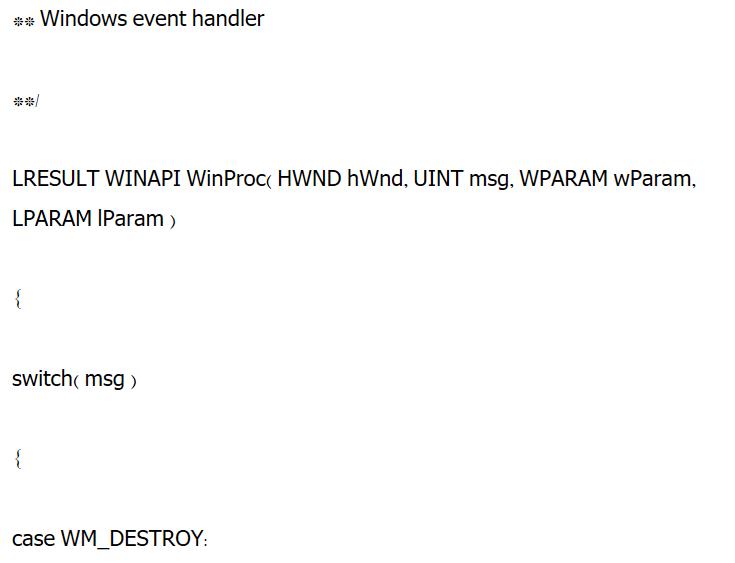 ** Windows event handler
**/
LRESULT WINAPI WinProc( HWND hWnd, UINT msg, WPARAM wParam,
LPARAM lParam )
{
switch( msg )
{
case WM_DESTROY: